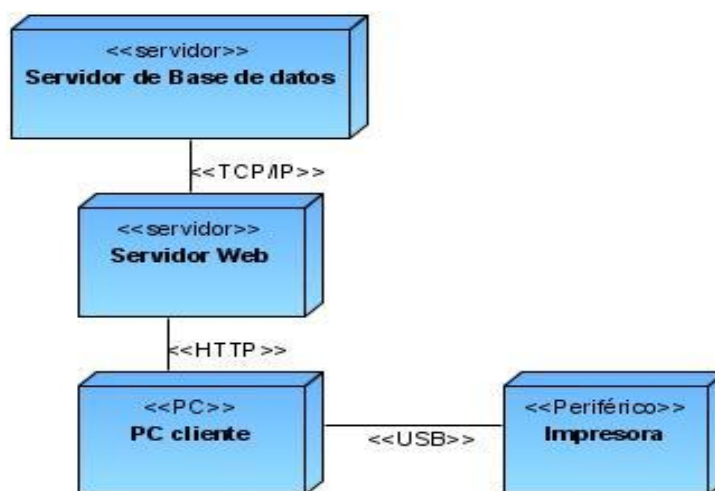 <<servidor>>
Servidor de Base de datos
<<TCP/IP>>
<<servidor>>
Servidor Web
<<HTTP>>
<<PC>>
PC cliente
<<USB>>
<<Periférico>>
Impresora